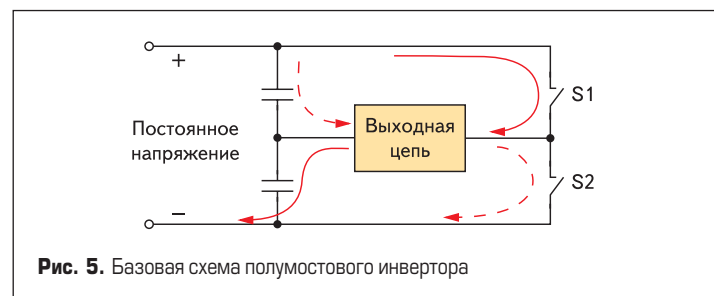 +
S1
Постоянное
напряжение
Выходная
цепь
S2
–
Рис. 5. Базовая схема полумостового инвертора